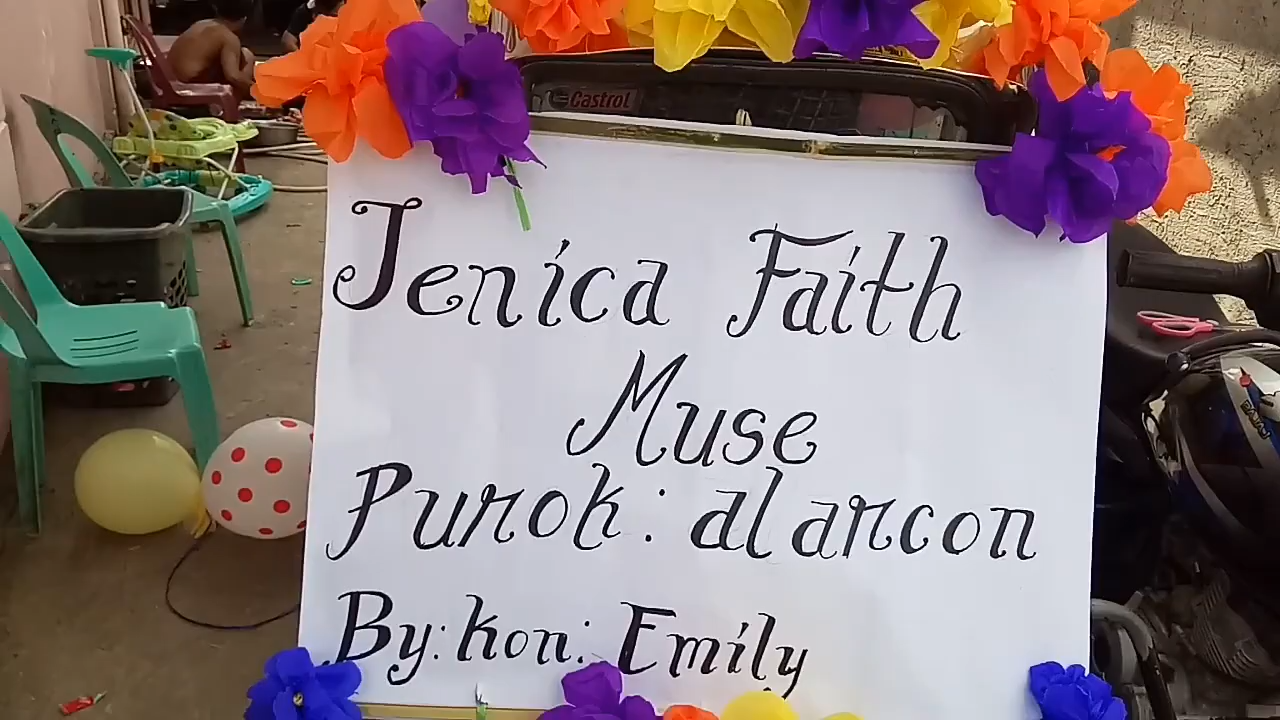 Castrol
Jenica Faith
Muse
Purok: alarcon
By: kon: Emily